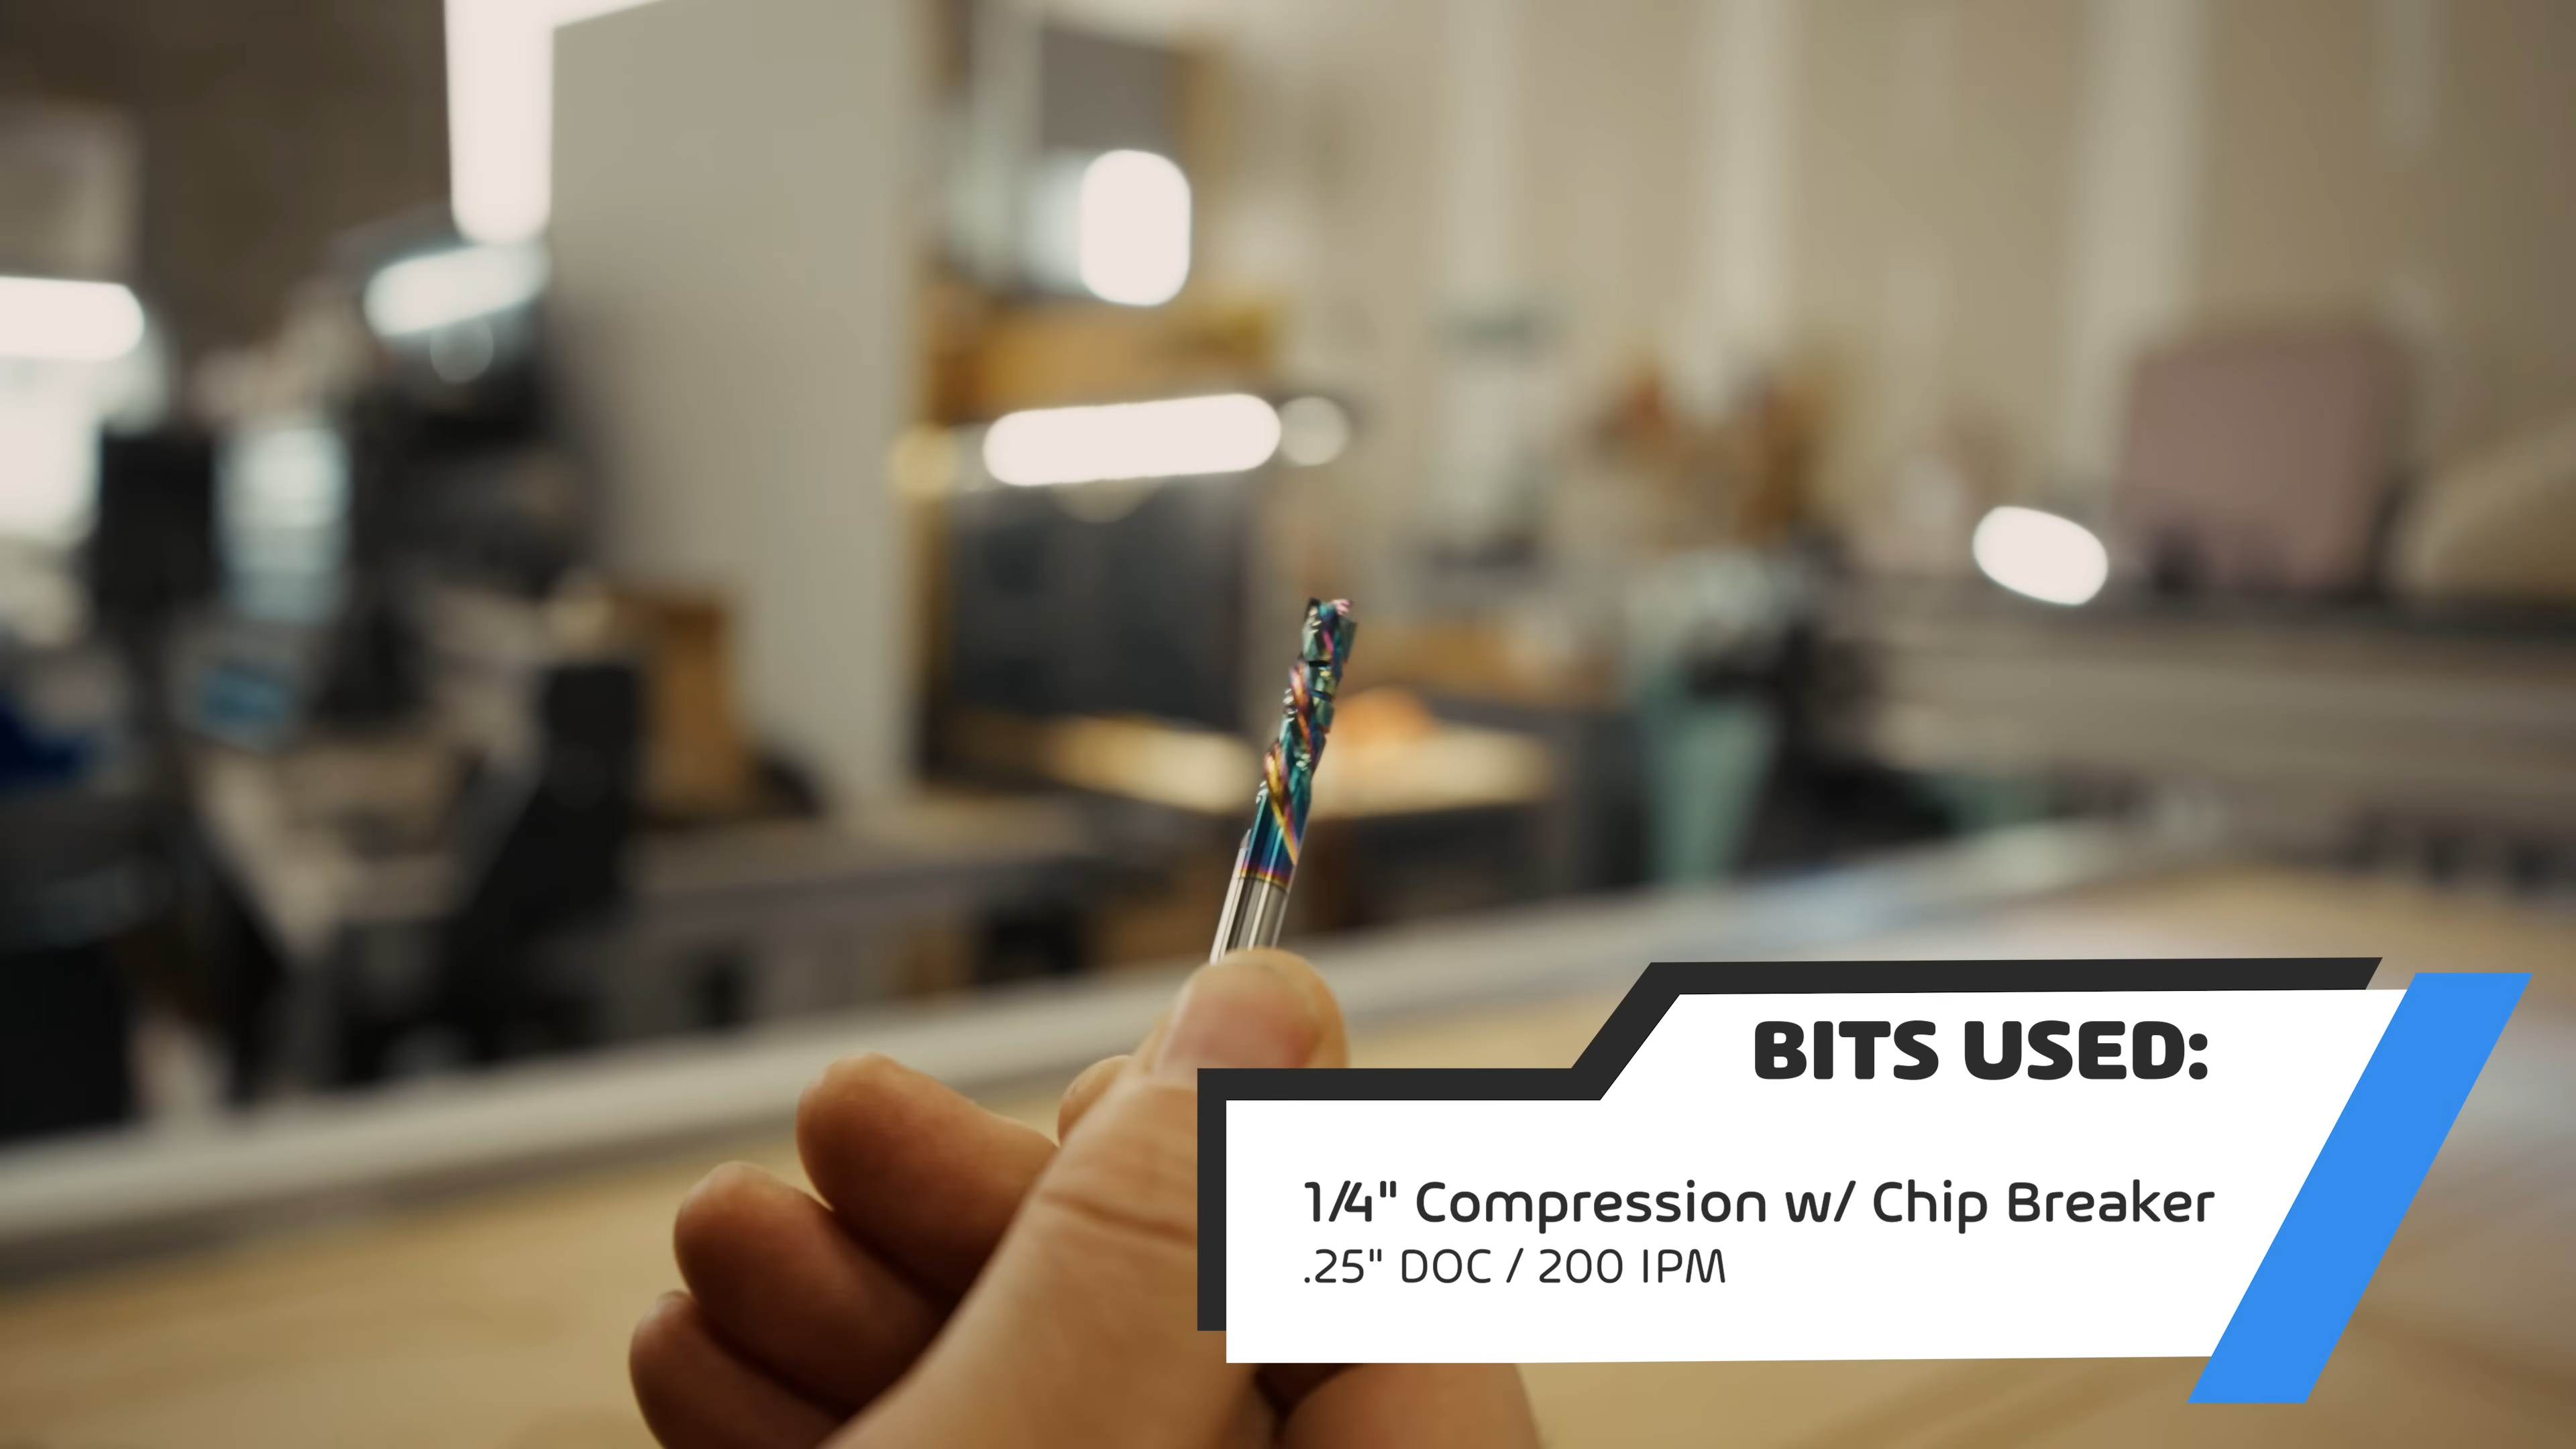 BITS USED:
1/4" Compression w/ Chip Breaker
.25" DOC / 200 IPM